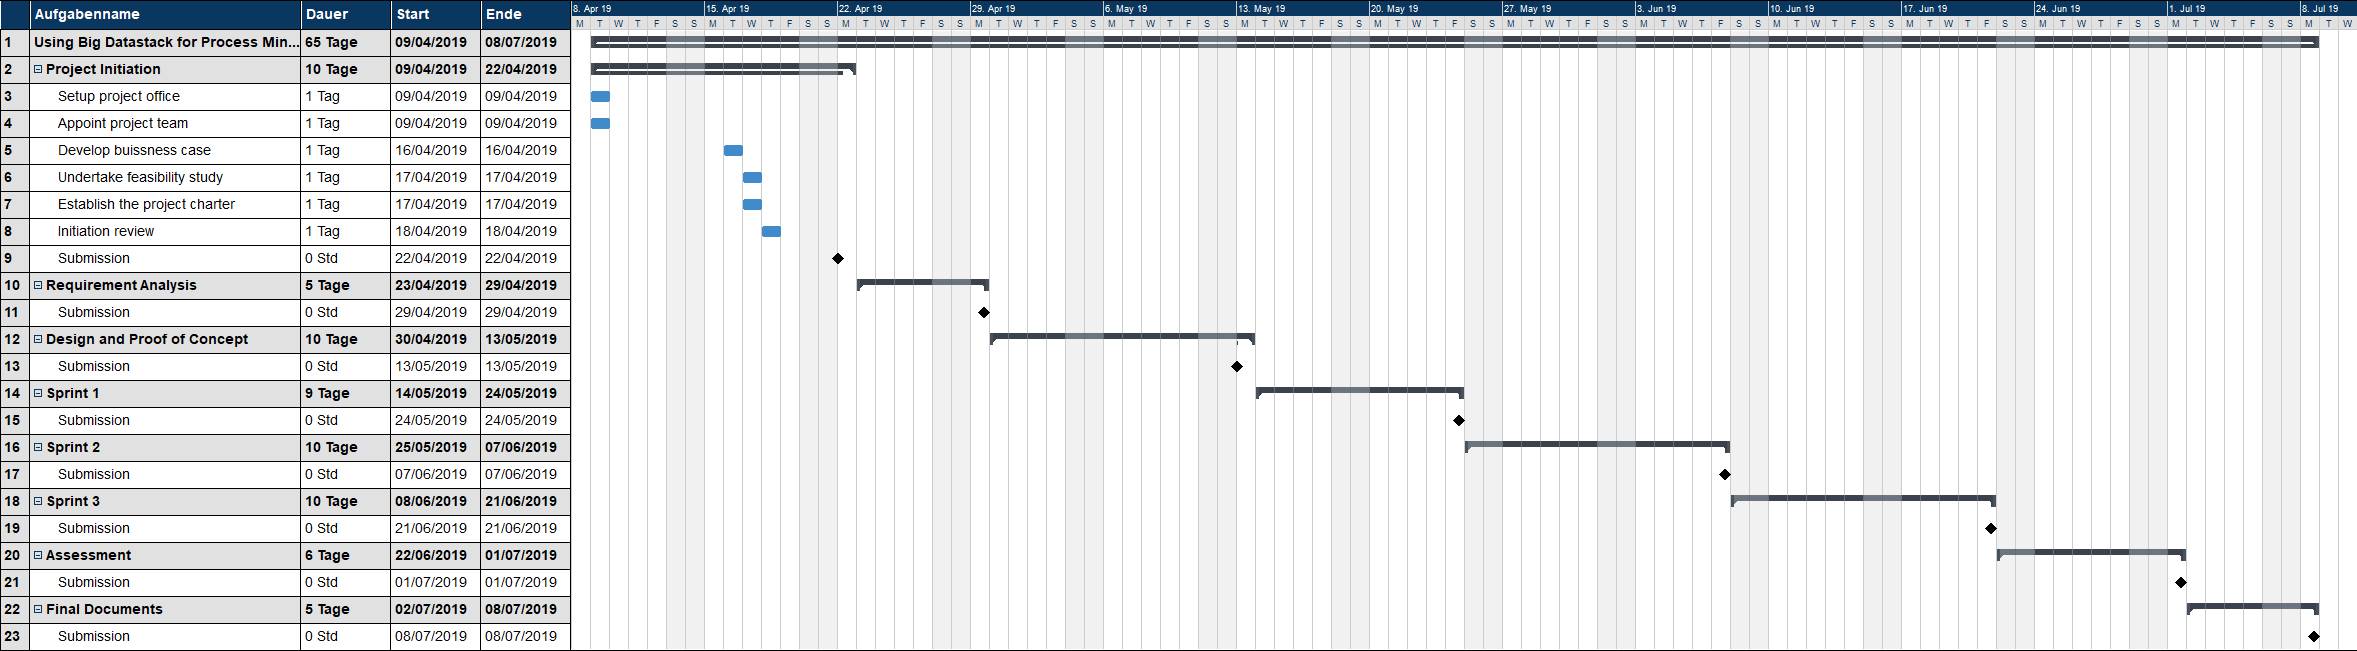 Aufgabenname Dauer Start Ende 8. Apr 19 15. Apr 19 22. Apr 19 29. Apr 19 6. May 19 13. May 19 20. May 19 27. May 19 3. Jun 19 10. Jun 19 17. Jun 19 24. Jun 19 1. Jul 19 8. Jul 19
M T W T F S S M T W T F S S M T W T F S S M T W T F S S M T W T F S S M T W T F S S M T W T F S S M T W T F S S M T W T F S S M T W T F S S M T W T F S S M T W T F S S M T W T F S S M T W
1 Using Big Datastack for Process Min... 65 Tage 09/04/2019 08/07/2019
2 Project Initiation 10 Tage 09/04/2019 22/04/2019
3 Setup project office 1 Tag 09/04/2019 09/04/2019
4 Appoint project team 1 Tag 09/04/2019 09/04/2019
5 Develop buissness case 1 Tag 16/04/2019 16/04/2019
6 Undertake feasibility study 1 Tag 17/04/2019 17/04/2019
7 Establish the project charter 1 Tag 17/04/2019 17/04/2019
8 Initiation review 1 Tag 18/04/2019 18/04/2019
9 Submission 0 Std 22/04/2019 22/04/2019
10 Requirement Analysis 5 Tage 23/04/2019 29/04/2019
11 Submission 0 Std 29/04/2019 29/04/2019
12 Design and Proof of Concept 10 Tage 30/04/2019 13/05/2019
13 Submission 0 Std 13/05/2019 13/05/2019
14 Sprint 1 9 Tage 14/05/2019 24/05/2019
15 Submission 0 Std 24/05/2019 24/05/2019
16 Sprint 2 10 Tage 25/05/2019 07/06/2019
17 Submission 0 Std 07/06/2019 07/06/2019
18 Sprint 3 10 Tage 08/06/2019 21/06/2019
19 Submission 0 Std 21/06/2019 21/06/2019
20 Assessment 6 Tage 22/06/2019 01/07/2019
21 Submission 0 Std 01/07/2019 01/07/2019
22 Final Documents 5 Tage 02/07/2019 08/07/2019
23 Submission 0 Std 08/07/2019 08/07/2019